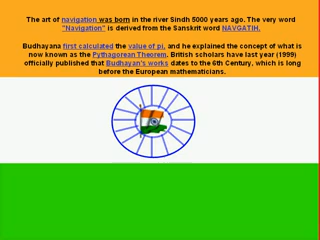 The art of navigation was born in the river Sindh 5000 years ago. The very word
"Navigation" is derived from the Sanskrit word NAVGATIH.
Budhayana first calculated the value of pi, and he explained the concept of what is
now known as the Pythagorean Theorem. British scholars have last year (1999)
officially published that Budhayan's works dates to the 6th Century, which is long
before the European mathematicians.